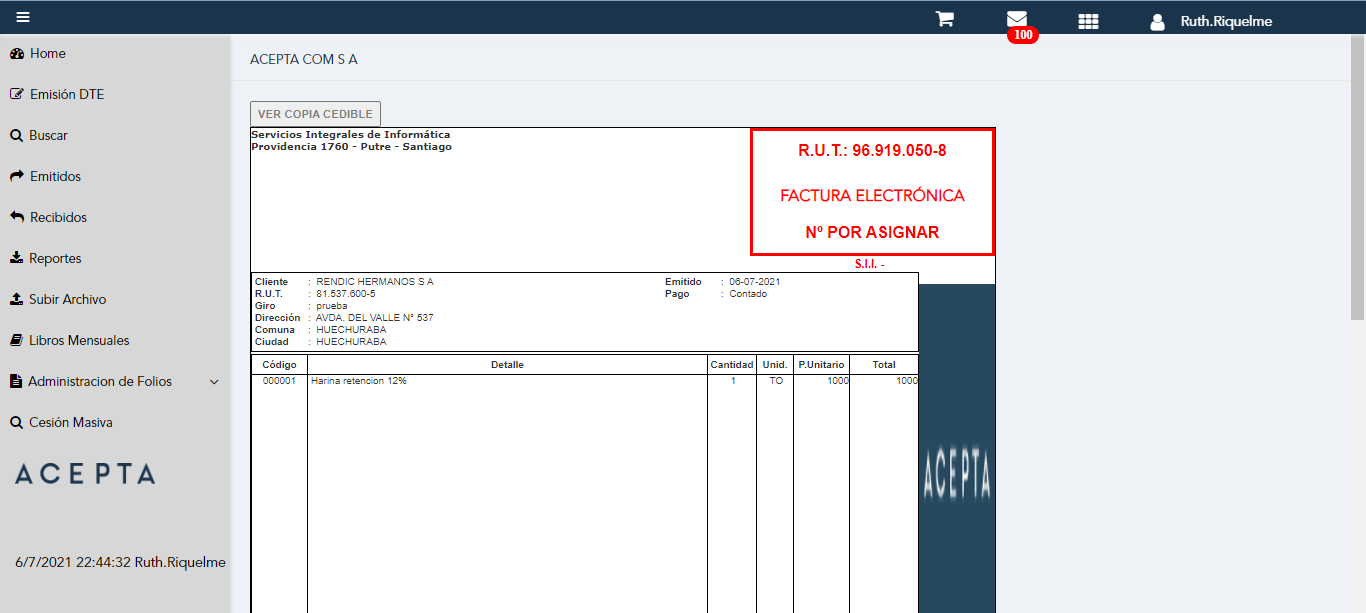 100
Ruth.Riquelme
Home
Emisión DTE
Buscar
Emitidos
Recibidos
Reportes
Subir Archivo
Libros Mensuales
Administracion de Folios
Cesión Masiva
ACEPTA
6/7/2021 22:44:32 Ruth.Riquelme
ACEPTA COM S A
VER COPIA CEDIBLE
Servicios Integrales de Informática
Providencia 1760 - Putre - Santiago
R.U.T.: 96.919.050-8
FACTURA ELECTRÓNICA
Nº POR ASIGNAR
S.I.I. -
Cliente : RENDIC HERMANOS S A Emitido : 06-07-2021
R.U.T. : 81.537.600-5 Pago : Contado
Giro : prueba
Dirección : AVDA. DEL VALLE N° 537
Comuna : HUECHURABA
Ciudad : HUECHURABA
Código Detalle Cantidad Unid. P.Unitario Total
000001 Harina retencion 12% 1 TO 1000 1000
ACEPTA